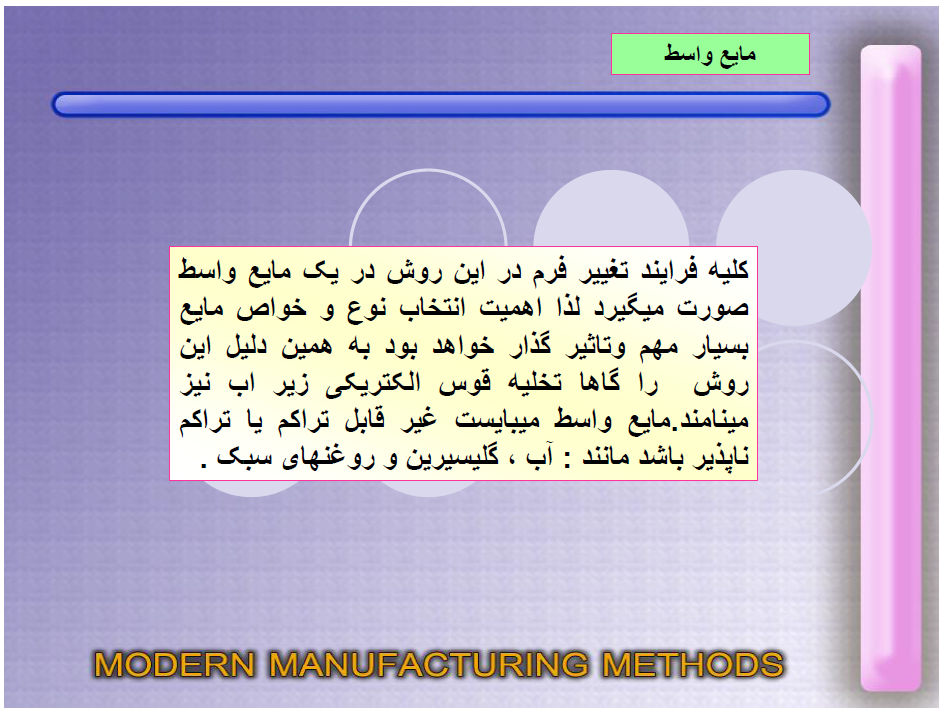 مایع واسط
کلیه فرایند تغییر فرم در این روش در یک مایع واسط
صورت میگیرد لذا اهمیت انتخاب نوع و خواص مایع
بسیار مهم وتاثیر گذار خواهد بود به همین دلیل این
روش را گاها تخلیه قوس الکتریکی زیر اب نیز
مینامند.مایع واسط میبایست غیر قابل تراکم یا تراکم
ناپذیر باشد مانند : آب ، گلیسیرین و روغنهای سبک .
MODERN MANUFACTURING METHODS